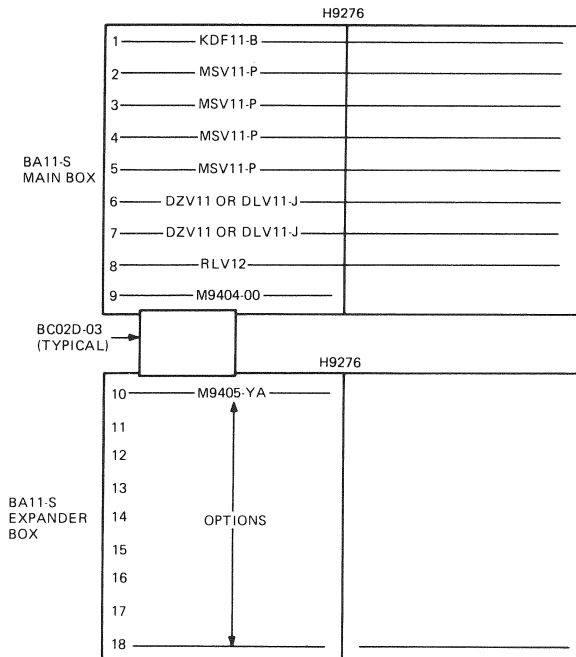 H9276
1 KDF11-B
2 MSV11-P
3 MSV11-P
4 MSV11-P
5 MSV11-P
BA11-S
MAIN BOX
6 DZV11 OR DLV11-J
7 DZV11 OR DLV11-J
8 RLV12
9 M9404-00
BC02D-03
(TYPICAL)
H9276
10 M9405-YA
11
12
13
BA11-S
EXPANDER
BOX
14 OPTIONS
15
16
17
18